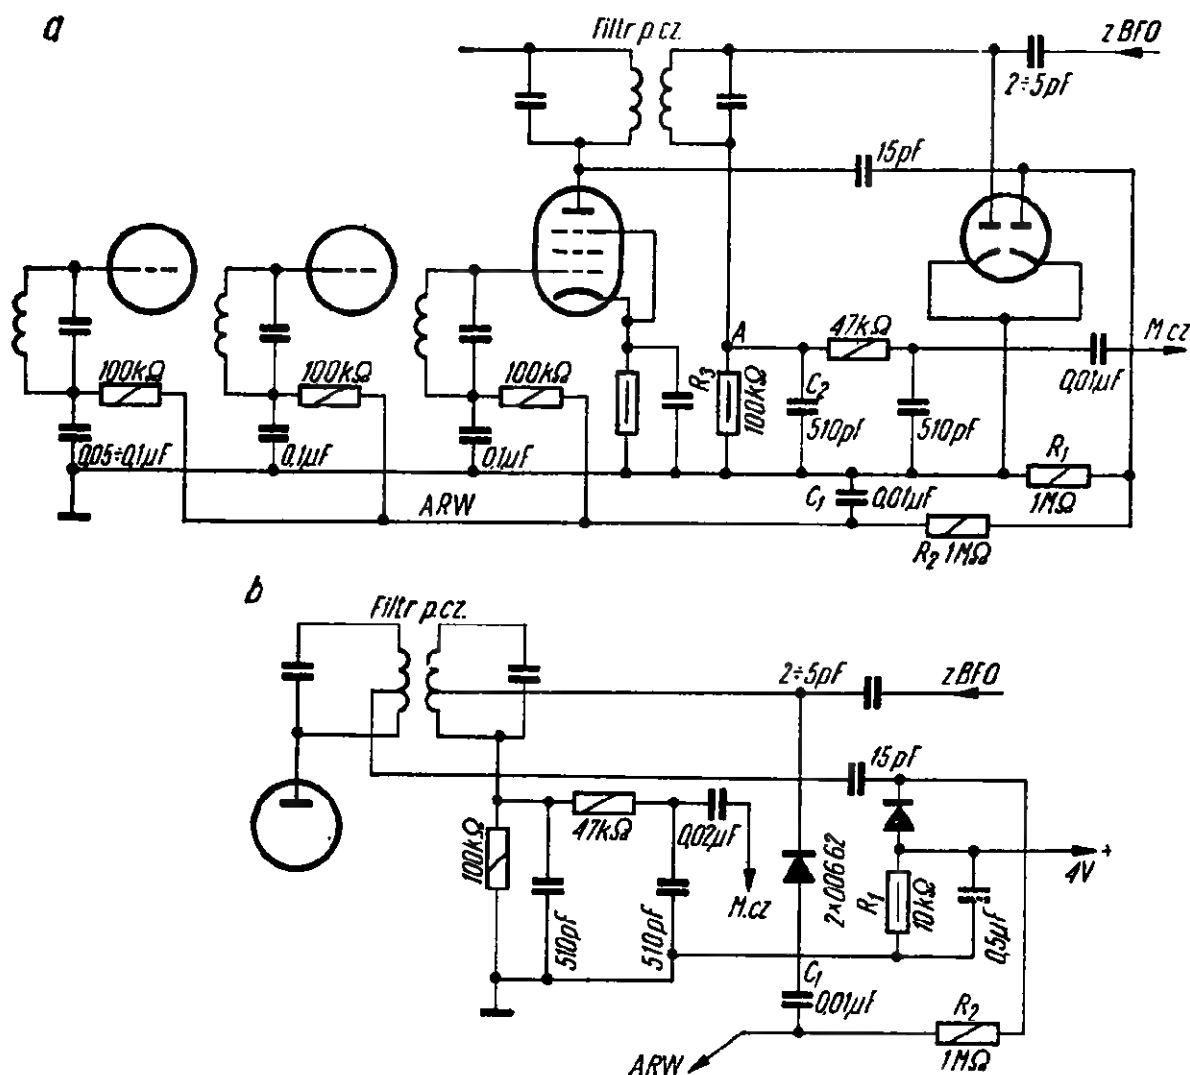 a
Filtr p.cz.
z BFO
2÷5pF
15pF
A
47kΩ
M.cz
0,01µF
100kΩ
100kΩ
100kΩ
R3
100kΩ
C2
510pF
510pF
0,05÷0,1µF
0,1µF
0,1µF
R1
1MΩ
ARW
C1
0,01µF
R2 1MΩ
b
Filtr p.cz.
2÷5pF
z BFO
15pF
47kΩ
0,02µF
100kΩ
M.cz
510pF
510pF
R1
10kΩ
4V
+
0,5µF
C1
0,01µF
R2
1MΩ
ARW